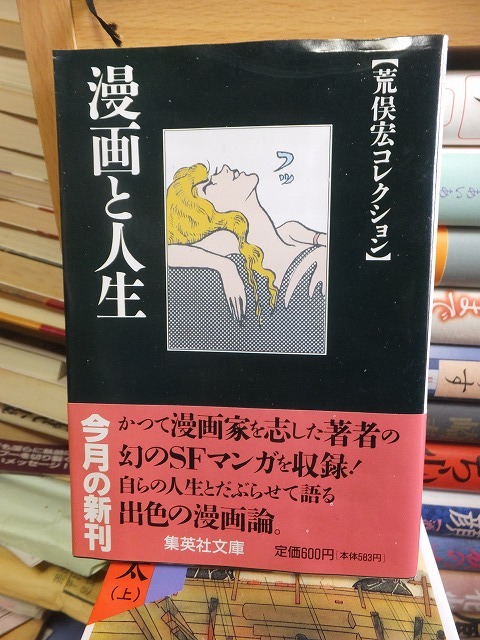 【荒俣宏コレクション】
漫画と人生
フッ
今月の新刊
かつて漫画家を志した著者の
幻のSFマンガを収録!
自らの人生とだぶらせて語る
出色の漫画論。
集英社文庫
定価600円[本体583円]
太
(上)
まで